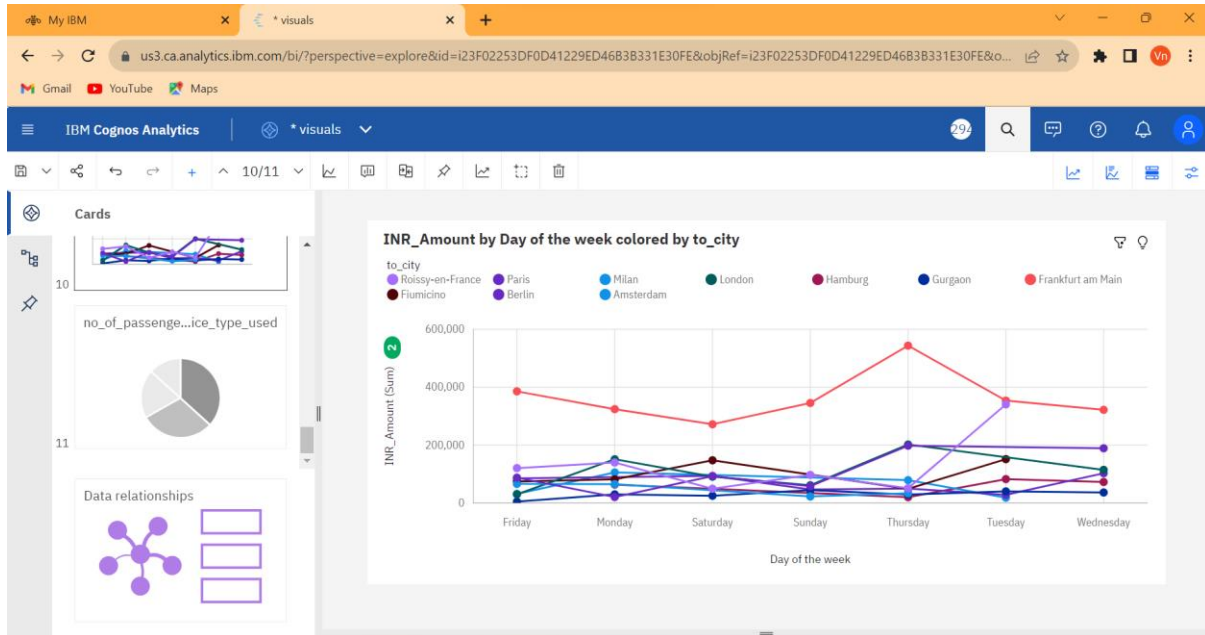 My IBM
* visuals
us3.ca.analytics.ibm.com/bi/?perspective=explore&id=i23F02253DF0D41229ED46B3B331E30FE&objRef=i23F02253DF0D41229ED46B3B331E30FE&o...
Vn
Gmail YouTube Maps
IBM Cognos Analytics * visuals
294
10/11
Cards
10
no_of_passenge...ice_type_used
11
Data relationships
INR_Amount by Day of the week colored by to_city
to_city
Roissy-en-France Paris Milan London Hamburg Gurgaon Frankfurt am Main
Fiumicino Berlin Amsterdam
2
INR_Amount (Sum)
600,000
400,000
200,000
0
Friday Monday Saturday Sunday Thursday Tuesday Wednesday
Day of the week